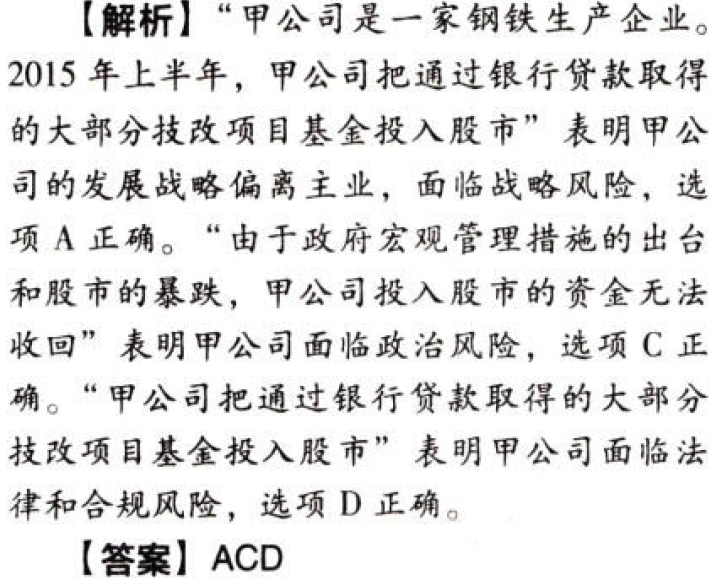 【解析】“甲公司是一家钢铁生产企业。
2015年上半年，甲公司把通过银行贷款取得
的大部分技改项目基金投入股市”表明甲公
司的发展战略偏离主业，面临战略风险，选
项A正确。“由于政府宏观管理措施的出台
和股市的暴跌，甲公司投入股市的资金无法
收回”表明甲公司面临政治风险，选项C正
确。“甲公司把通过银行贷款取得的大部分
技改项目基金投入股市”表明甲公司面临法
律和合规风险，选项D正确。
【答案】ACD